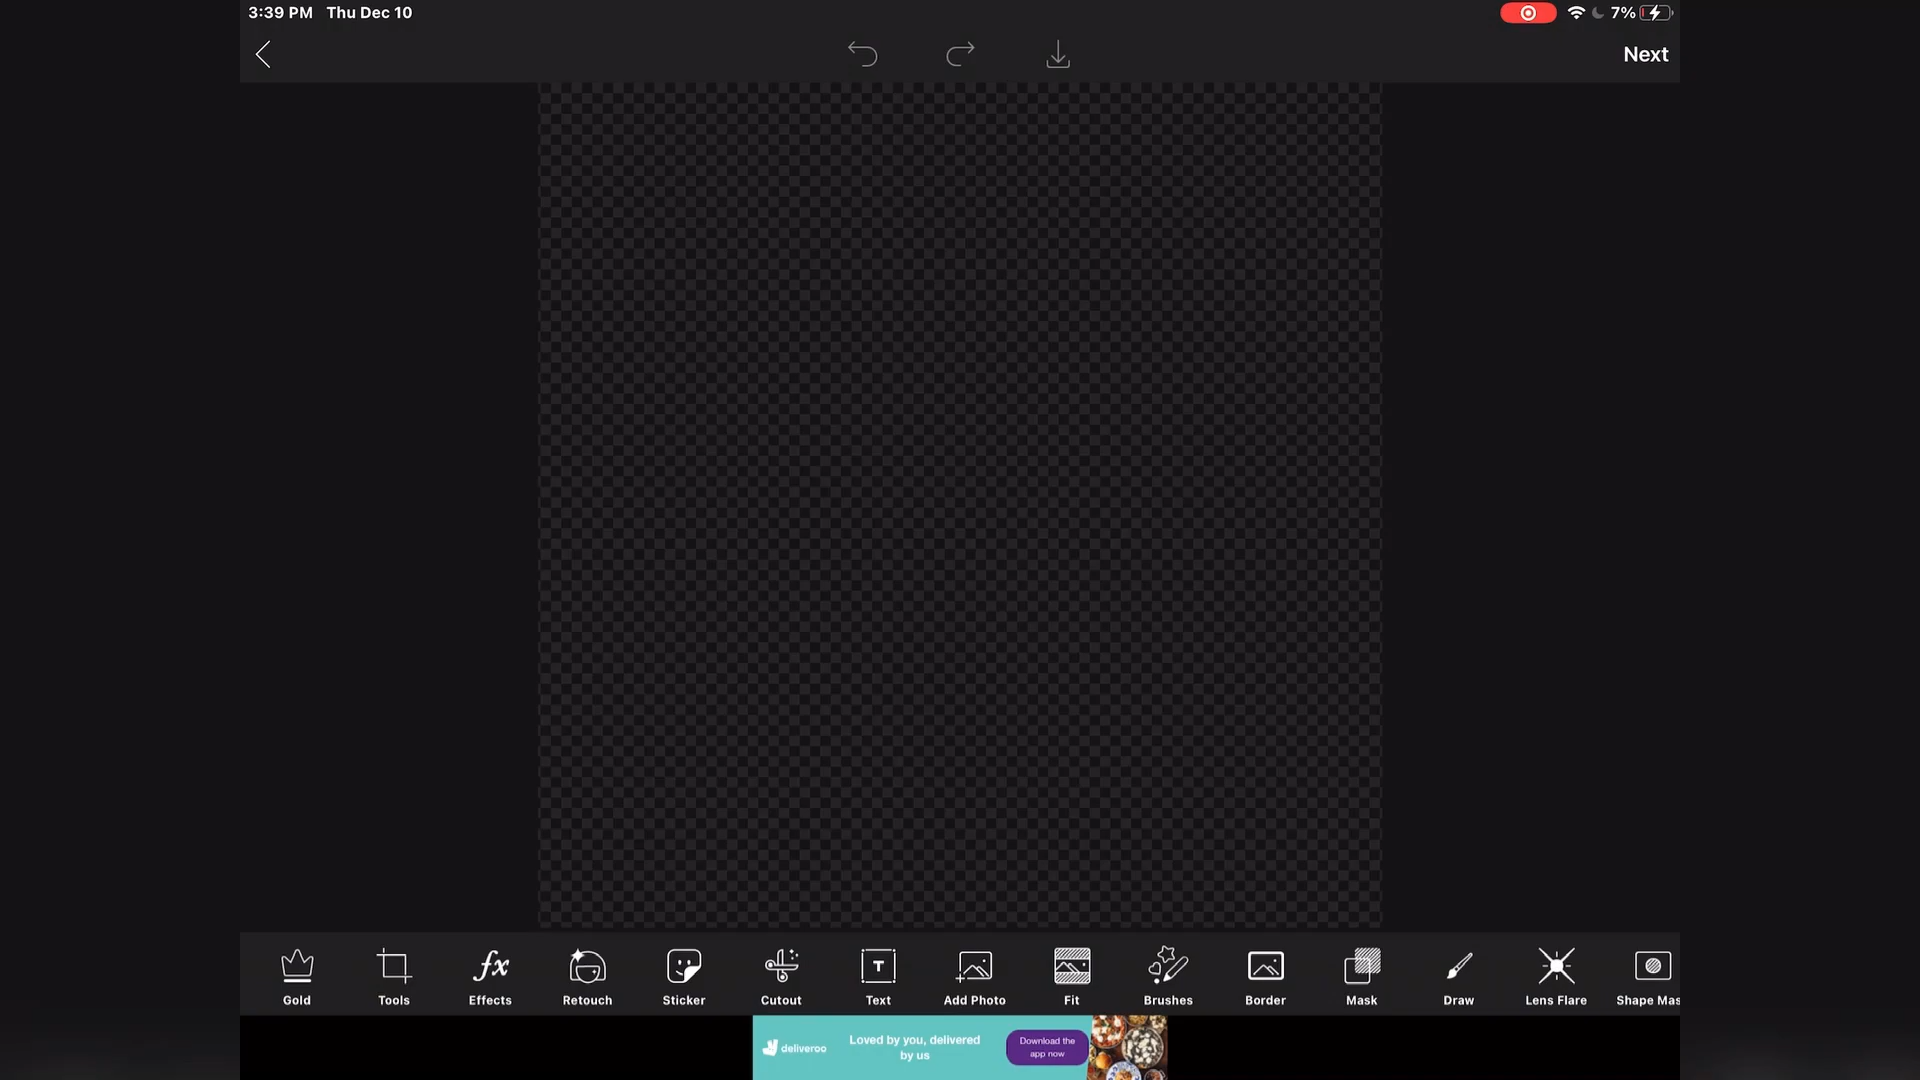 3:39 PM Thu Dec 10
7%
Next
Gold
Tools
fx
Effects
Retouch
Sticker
Cutout
T
Text
Add Photo
Fit
Brushes
Border
Mask
Draw
Lens Flare
Shape Mas
deliveroo
Loved by you, delivered
by us
Download the
app now